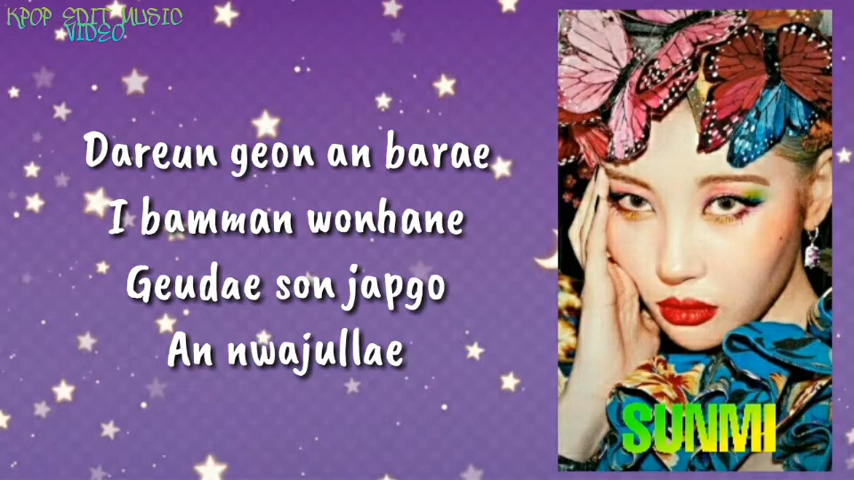 KPOP EDIT MUSIC
VIDEO
Dareun geon an barae
I bamman wonhane
Geudae son japgo
An nwajullae
SUNMI